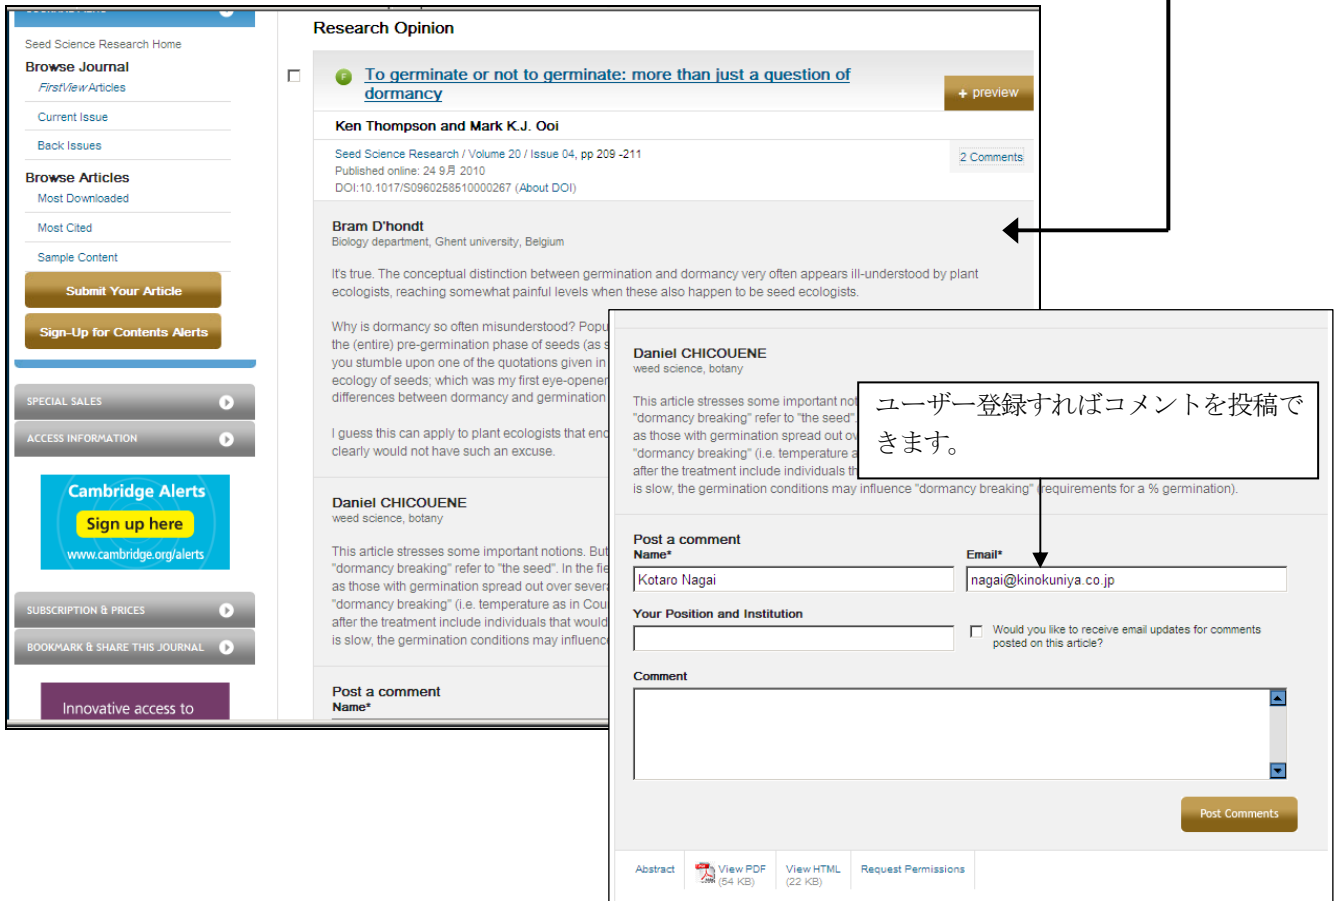 Research Opinion
Seed Science Research Home
Browse Journal
FirstView Articles
Current Issue
Back Issues
Browse Articles
Most Downloaded
Most Cited
Sample Content
Submit Your Article
Sign-Up for Contents Alerts
SPECIAL SALES
ACCESS INFORMATION
Cambridge Alerts
Sign up here
www.cambridge.org/alerts
SUBSCRIPTION & PRICES
BOOKMARK & SHARE THIS JOURNAL
Innovative access to
F
To germinate or not to germinate: more than just a question of
dormancy
+ preview
Ken Thompson and Mark K.J. Ooi
Seed Science Research / Volume 20 / Issue 04, pp 209 -211
Published online: 24 9月 2010
DOI:10.1017/S0960258510000267 (About DOI)
2 Comments
Bram D'hondt
Biology department, Ghent university, Belgium
It's true. The conceptual distinction between germination and dormancy very often appears ill-understood by plant
ecologists, reaching somewhat painful levels when these also happen to be seed ecologists.
Why is dormancy so often misunderstood? Popu
the (entire) pre-germination phase of seeds (as s
you stumble upon one of the quotations given in
ecology of seeds; which was my first eye-opener
differences between dormancy and germination
I guess this can apply to plant ecologists that enc
clearly would not have such an excuse.
Daniel CHICOUENE
weed science, botany
This article stresses some important notions. But
"dormancy breaking" refer to "the seed". In the fie
as those with germination spread out over severa
"dormancy breaking" (i.e. temperature as in Cou
after the treatment include individuals that would
is slow, the germination conditions may influenc
Post a comment
Name*
Daniel CHICOUENE
weed science, botany
This article stresses some important not
"dormancy breaking" refer to "the seed".
as those with germination spread out ov
"dormancy breaking" (i.e. temperature a
after the treatment include individuals th
is slow, the germination conditions may influence "dormancy breaking" (requirements for a % germination).
ユーザー登録すればコメントを投稿で
きます。
Post a comment
Name*
Email*
Kotaro Nagai
nagai@kinokuniya.co.jp
Your Position and Institution
Would you like to receive email updates for comments
posted on this article?
Comment
Post Comments
Abstract
View PDF
(54 KB)
View HTML
(22 KB)
Request Permissions